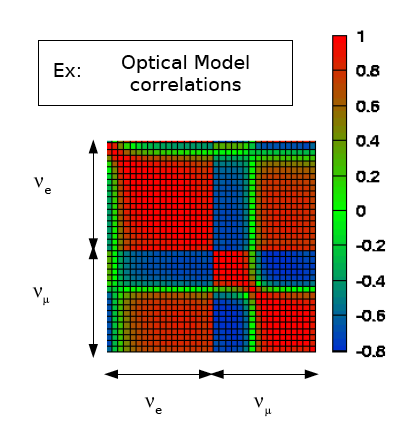 Ex: Optical Model
correlations
1
0.8
0.6
0.4
0.2
0
-0.2
-0.4
-0.6
-0.8
νe
νμ
νe νμ